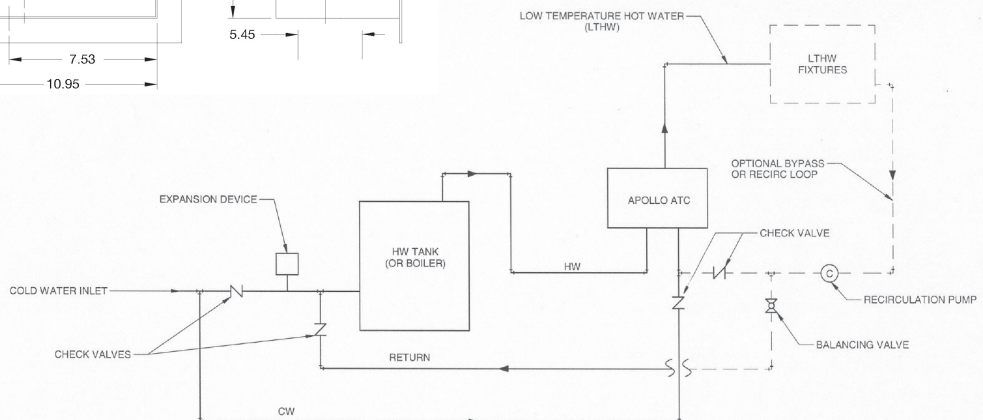 5.45
7.53
10.95
LOW TEMPERATURE HOT WATER
(LTHW)
LTHW
FIXTURES
OPTIONAL BYPASS
OR RECIRC LOOP
APOLLO ATC
EXPANSION DEVICE
CHECK VALVE
HW TANK
(OR BOILER)
HW
COLD WATER INLET
C
RECIRCULATION PUMP
BALANCING VALVE
CHECK VALVES
RETURN
CW